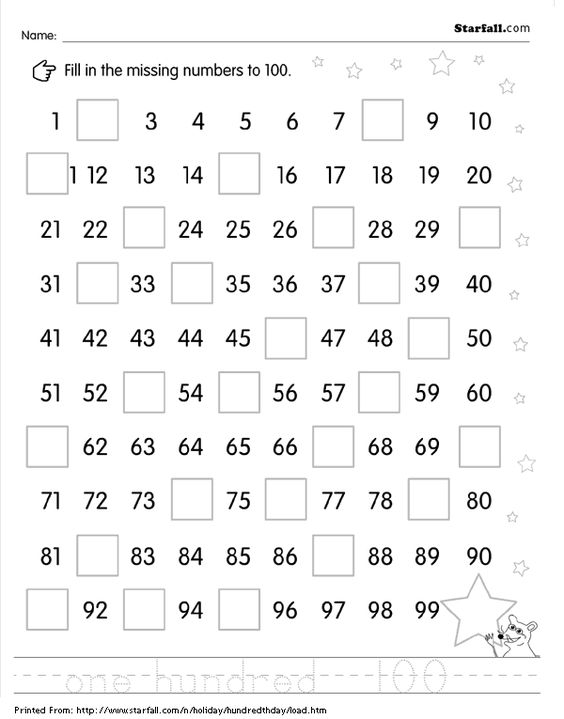 Starfall.com
Name:
Fill in the missing numbers to 100.
1 3 4 5 6 7 9 10
1 12 13 14 16 17 18 19 20
21 22 24 25 26 28 29
31 33 35 36 37 39 40
41 42 43 44 45 47 48 50
51 52 54 56 57 59 60
62 63 64 65 66 68 69
71 72 73 75 77 78 80
81 83 84 85 86 88 89 90
92 94 96 97 98 99
one hundred 100
Printed From: http://www.starfall.com/n/holiday/hundredthday/load.htm